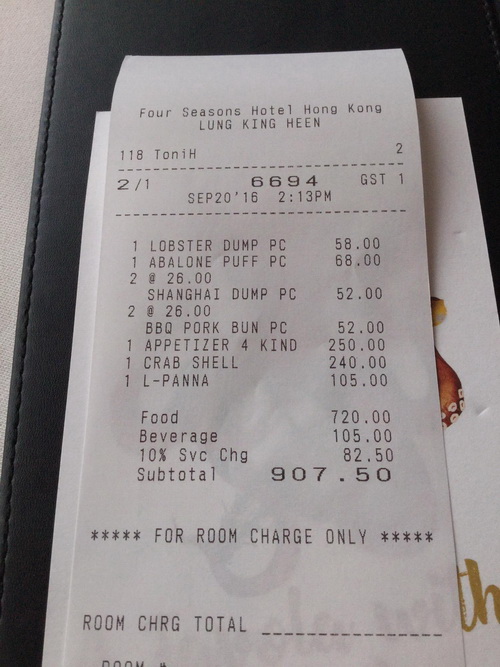 Four Seasons Hotel Hong Kong
LUNG KING HEEN
118 ToniH 2
2/1 6694 GST 1
SEP20'16 2:13PM
1 LOBSTER DUMP PC 58.00
1 ABALONE PUFF PC 68.00
2 @ 26.00
SHANGHAI DUMP PC 52.00
2 @ 26.00
BBQ PORK BUN PC 52.00
1 APPETIZER 4 KIND 250.00
1 CRAB SHELL 240.00
1 L-PANNA 105.00
Food 720.00
Beverage 105.00
10% Svc Chg 82.50
Subtotal 907.50
***** FOR ROOM CHARGE ONLY *****
ROOM CHRG TOTAL
ROOM #